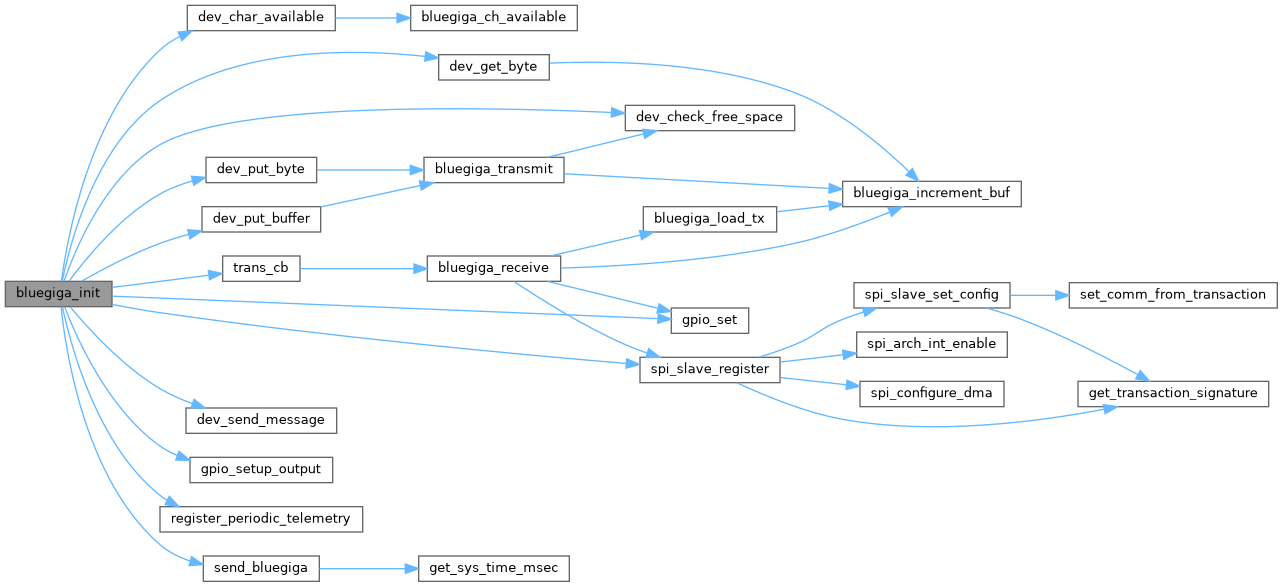 dev_char_available
bluegiga_ch_available
dev_get_byte
dev_check_free_space
dev_put_byte
bluegiga_transmit
bluegiga_increment_buf
dev_put_buffer
bluegiga_load_tx
trans_cb
bluegiga_receive
bluegiga_init
spi_slave_set_config
set_comm_from_transaction
gpio_set
spi_arch_int_enable
spi_slave_register
spi_configure_dma
get_transaction_signature
dev_send_message
gpio_setup_output
register_periodic_telemetry
send_bluegiga
get_sys_time_msec